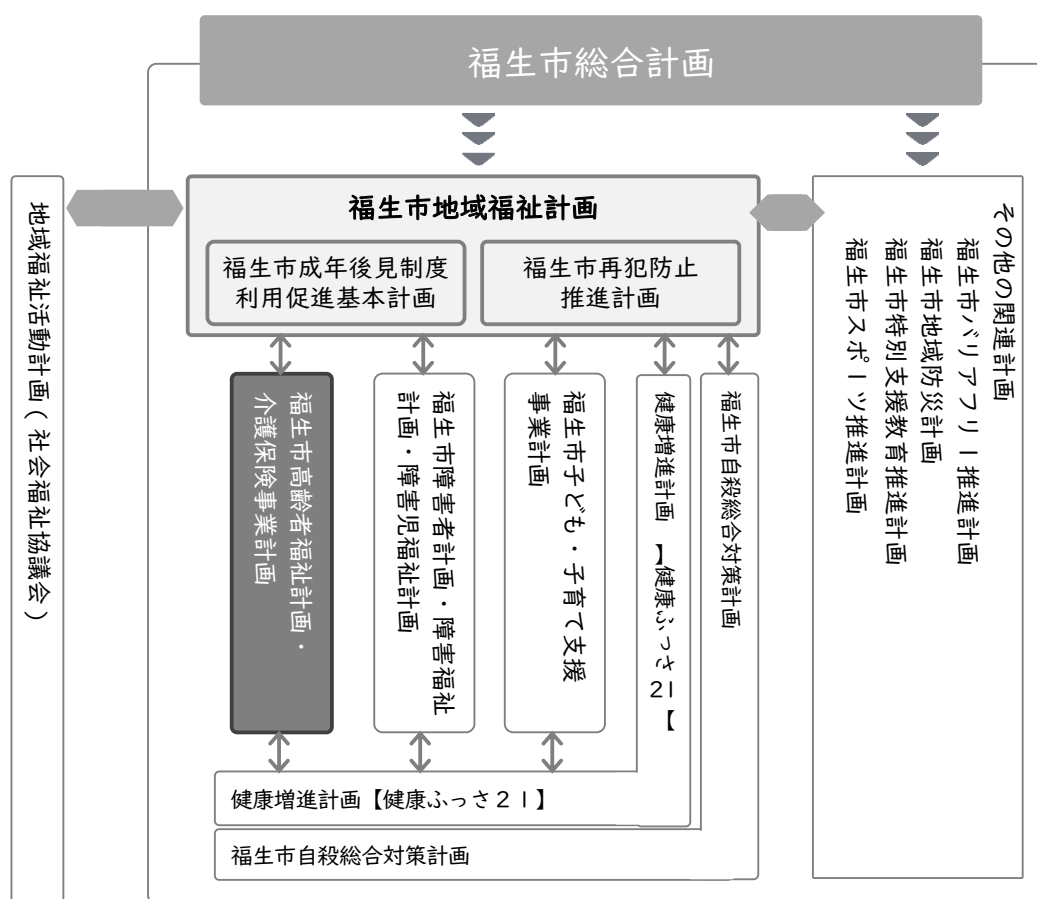 福生市総合計画
福生市地域福祉計画
福生市成年後見制度
利用促進基本計画
福生市再犯防止
推進計画
地域福祉活動計画(社会福祉協議会)
福生市高齢者福祉計画・
介護保険事業計画
福生市障害者計画・障害福祉
計画・障害児福祉計画
福生市子ども・子育て支援
事業計画
健康増進計画 【健康ふっさ21】
福生市自殺総合対策計画
健康増進計画【健康ふっさ21】
福生市自殺総合対策計画
その他の関連計画
福生市バリアフリー推進計画
福生市地域防災計画
福生市特別支援教育推進計画
福生市スポーツ推進計画